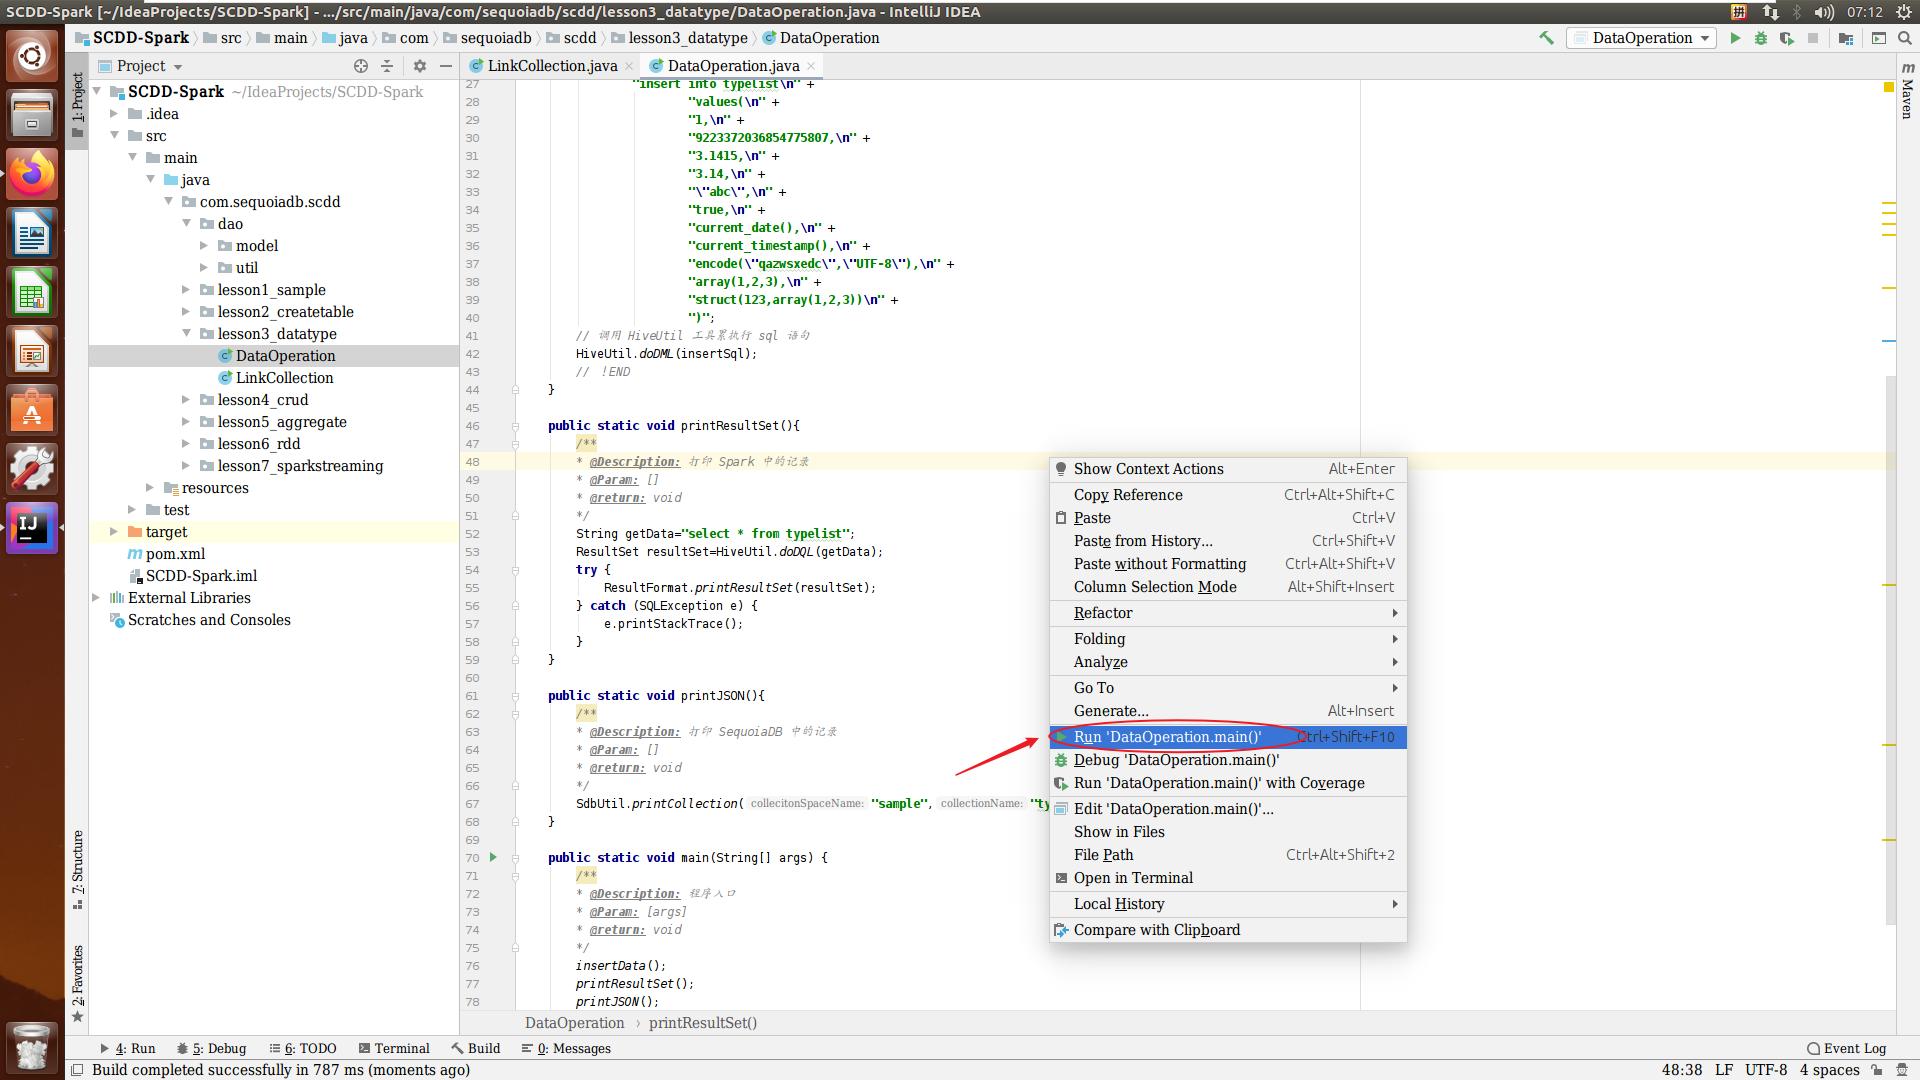 SCDD-Spark [~/IdeaProjects/SCDD-Spark] - .../src/main/java/com/sequoiadb/scdd/lesson3_datatype/DataOperation.java - IntelliJ IDEA
拼
07:12
SCDD-Spark src main java com sequoiadb scdd lesson3_datatype DataOperation
DataOperation
Project
LinkCollection.java
DataOperation.java
1: Project
7: Structure
2: Favorites
Maven
SCDD-Spark ~/IdeaProjects/SCDD-Spark
.idea
src
main
java
com.sequoiadb.scdd
dao
model
util
lesson1_sample
lesson2_createtable
lesson3_datatype
DataOperation
LinkCollection
lesson4_crud
lesson5_aggregate
lesson6_rdd
lesson7_sparkstreaming
resources
test
target
pom.xml
SCDD-Spark.iml
External Libraries
Scratches and Consoles
27 "insert into typelist\n" +
28 "values(\n" +
29 "1,\n" +
30 "9223372036854775807,\n" +
31 "3.1415,\n" +
32 "3.14,\n" +
33 "\"abc\",\n" +
34 "true,\n" +
35 "current_date(),\n" +
36 "current_timestamp(),\n" +
37 "encode(\"qazwsxedc\",\"UTF-8\"),\n" +
38 "array(1,2,3),\n" +
39 "struct(123,array(1,2,3))\n" +
40 ")";
41 // 调用 HiveUtil 工具累执行 sql 语句
42 HiveUtil.doDML(insertSql);
43 // !END
44 }
45
46 public static void printResultSet(){
47 /**
48 * @Description: 打印 Spark 中的记录
49 * @Param: []
50 * @return: void
51 */
52 String getData="select * from typelist";
53 ResultSet resultSet=HiveUtil.doDQL(getData);
54 try {
55 ResultFormat.printResultSet(resultSet);
56 } catch (SQLException e) {
57 e.printStackTrace();
58 }
59 }
60
61 public static void printJSON(){
62 /**
63 * @Description: 打印 SequoiaDB 中的记录
64 * @Param: []
65 * @return: void
66 */
67 SdbUtil.printCollection( collecitonSpaceName: "sample", collectionName: "ty
68 }
69
70 public static void main(String[] args) {
71 /**
72 * @Description: 程序入口
73 * @Param: [args]
74 * @return: void
75 */
76 insertData();
77 printResultSet();
78 printJSON();
Show Context Actions Alt+Enter
Copy Reference Ctrl+Alt+Shift+C
Paste Ctrl+V
Paste from History... Ctrl+Shift+V
Paste without Formatting Ctrl+Alt+Shift+V
Column Selection Mode Alt+Shift+Insert
Refactor
Folding
Analyze
Go To
Generate... Alt+Insert
Run 'DataOperation.main()' Ctrl+Shift+F10
Debug 'DataOperation.main()'
Run 'DataOperation.main()' with Coverage
Edit 'DataOperation.main()'...
Show in Files
File Path Ctrl+Alt+Shift+2
Open in Terminal
Local History
Compare with Clipboard
DataOperation › printResultSet()
4: Run 5: Debug 6: TODO Terminal Build 0: Messages Event Log
Build completed successfully in 787 ms (moments ago) 48:38 LF UTF-8 4 spaces